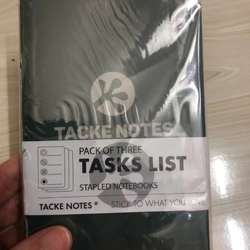 TACKE NOTES
PACK OF THREE
TASKS LIST
STAPLED NOTEBOOKS
TACKE NOTES ® STICK TO WHAT YOU LOVE